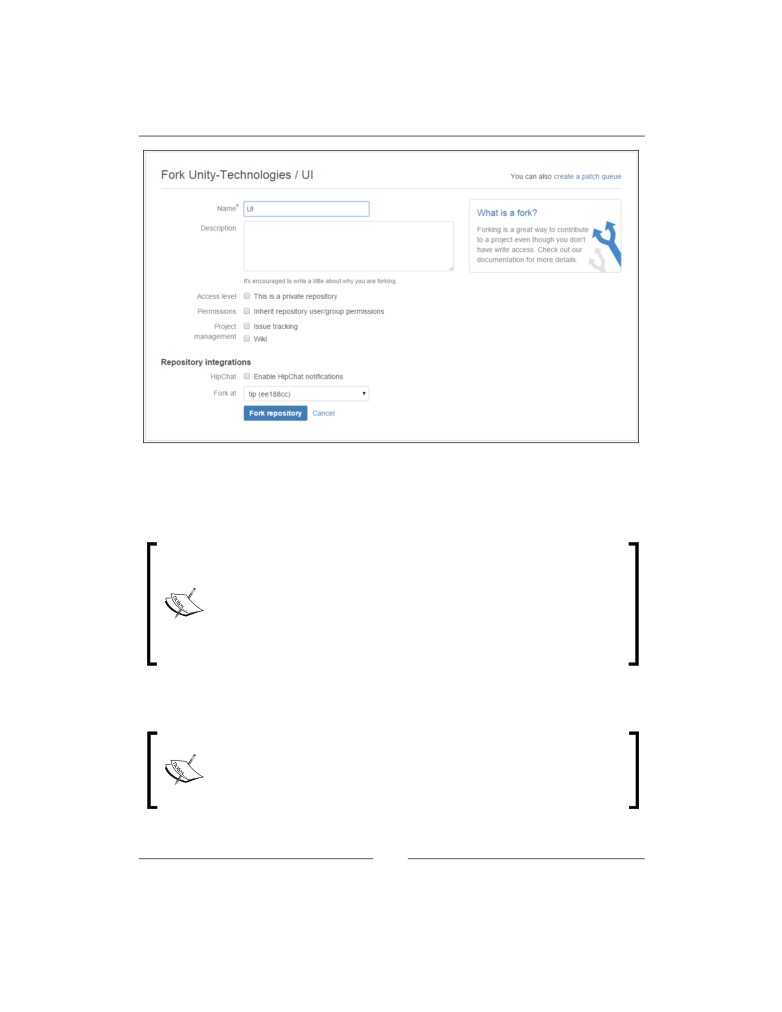 Fork Unity-Technologies / UI
You can also create a patch queue
Name*
UI
Description
It's encouraged to write a little about why you are forking.
Access level
This is a private repository
Permissions
Inherit repository user/group permissions
Project management
Issue tracking
Wiki
Repository integrations
HipChat
Enable HipChat notifications
Fork at
tip (ee188cc)
Fork repository
Cancel
What is a fork?
Forking is a great way to contribute
to a project even though you don't
have write access. Check out our
documentation for more details.